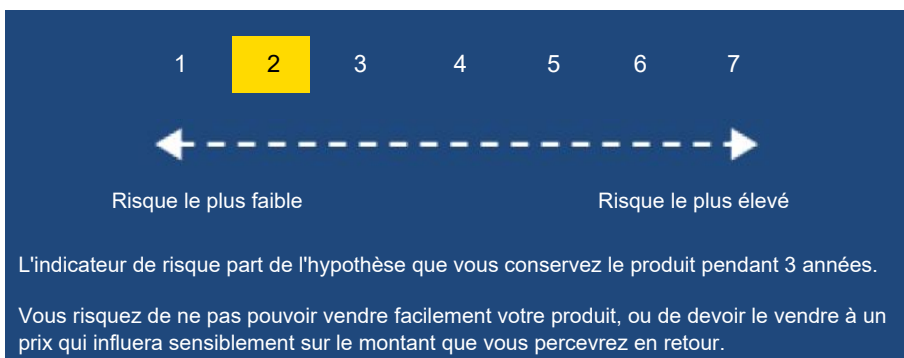 1 2 3 4 5 6 7
Risque le plus faible Risque le plus élevé
L'indicateur de risque part de l'hypothèse que vous conservez le produit pendant 3 années.
Vous risquez de ne pas pouvoir vendre facilement votre produit, ou de devoir le vendre à un
prix qui influera sensiblement sur le montant que vous percevrez en retour.